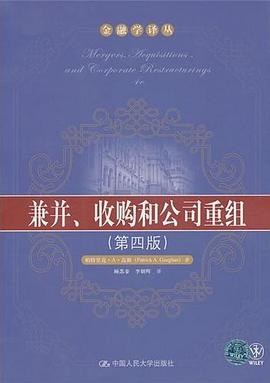 金融学译丛
Mergers, Acquisitions,
and Corporate Restructurings
4e
兼并、收购和公司重组
(第四版)
帕特里克·A·高根 (Patrick A. Gaughan) 著
顾苏秦 李朝晖 译
中国人民大学出版社
WILEY